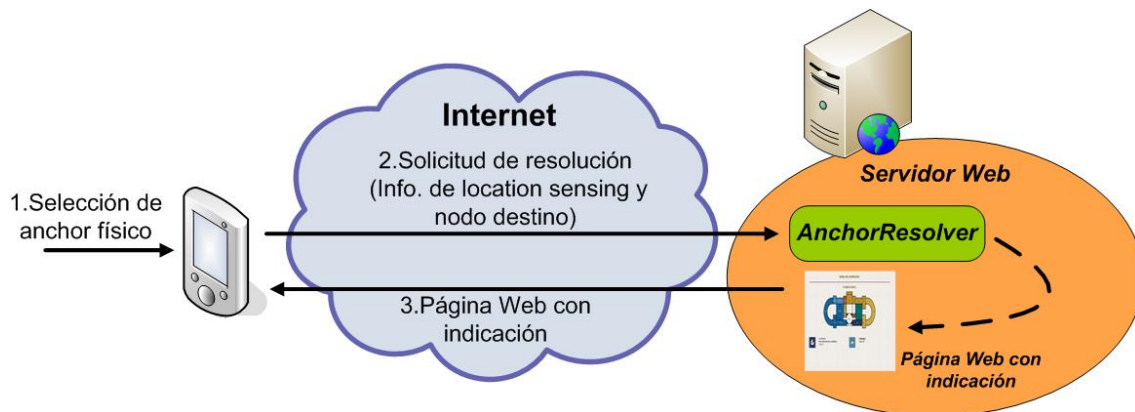 Internet
2.Solicitud de resolución
(Info. de location sensing y
nodo destino)
1.Selección de
anchor físico
3.Página Web con
indicación
Servidor Web
AnchorResolver
Página Web con
indicación